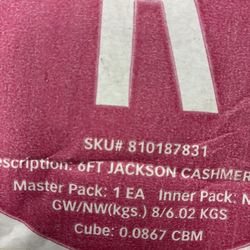 SKU# 810187831
escription: 6FT JACKSON CASHMER
Master Pack: 1 EA Inner Pack: N
GW/NW(kgs.) 8/6.02 KGS
Cube: 0.0867 CBM